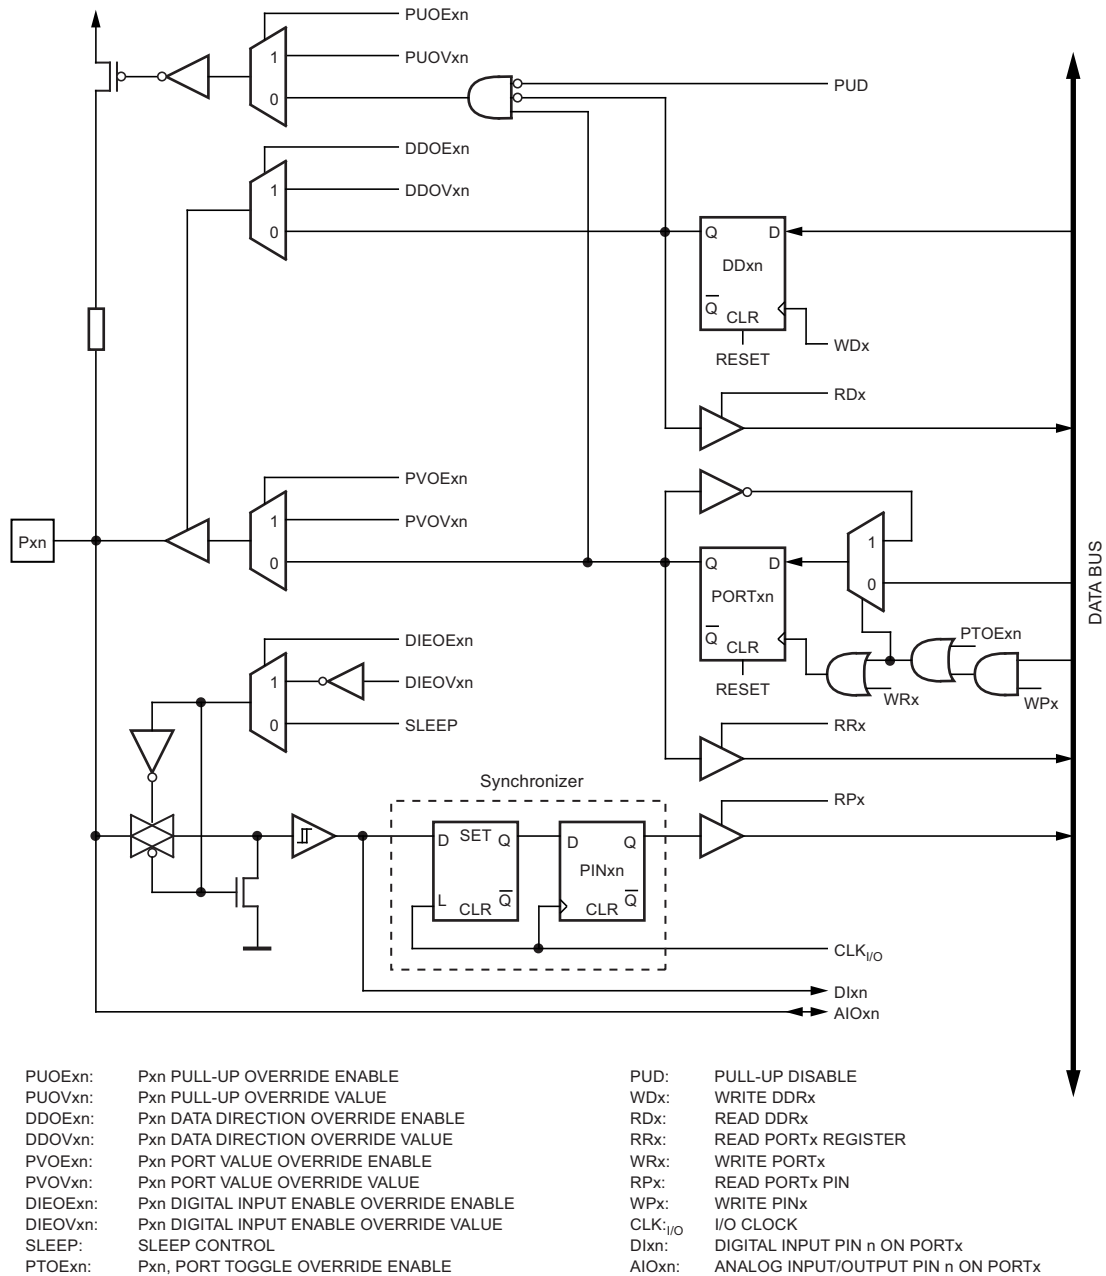 PUOExn
1
PUOVxn
0
PUD
DDOExn
1
DDOVxn
0
Q D
DDxn
Q
CLR
WDx
RESET
RDx
PVOExn
1
PVOVxn
0
Pxn
1
Q D
0
PORTxn
Q
CLR
RESET
PTOExn
WRx
WPx
DATA BUS
DIEOExn
1
DIEOVxn
0
SLEEP
RRx
Synchronizer
RPx
D SET Q
D Q
PINxn
L
CLR Q
CLR Q
CLKI/O
DIxn
AIOxn
PUOExn: Pxn PULL-UP OVERRIDE ENABLE
PUOVxn: Pxn PULL-UP OVERRIDE VALUE
DDOExn: Pxn DATA DIRECTION OVERRIDE ENABLE
DDOVxn: Pxn DATA DIRECTION OVERRIDE VALUE
PVOExn: Pxn PORT VALUE OVERRIDE ENABLE
PVOVxn: Pxn PORT VALUE OVERRIDE VALUE
DIEOExn: Pxn DIGITAL INPUT ENABLE OVERRIDE ENABLE
DIEOVxn: Pxn DIGITAL INPUT ENABLE OVERRIDE VALUE
SLEEP: SLEEP CONTROL
PTOExn: Pxn, PORT TOGGLE OVERRIDE ENABLE
PUD: PULL-UP DISABLE
WDx: WRITE DDRx
RDx: READ DDRx
RRx: READ PORTx REGISTER
WRx: WRITE PORTx
RPx: READ PORTx PIN
WPx: WRITE PINx
CLK:I/O I/O CLOCK
DIxn: DIGITAL INPUT PIN n ON PORTx
AIOxn: ANALOG INPUT/OUTPUT PIN n ON PORTx